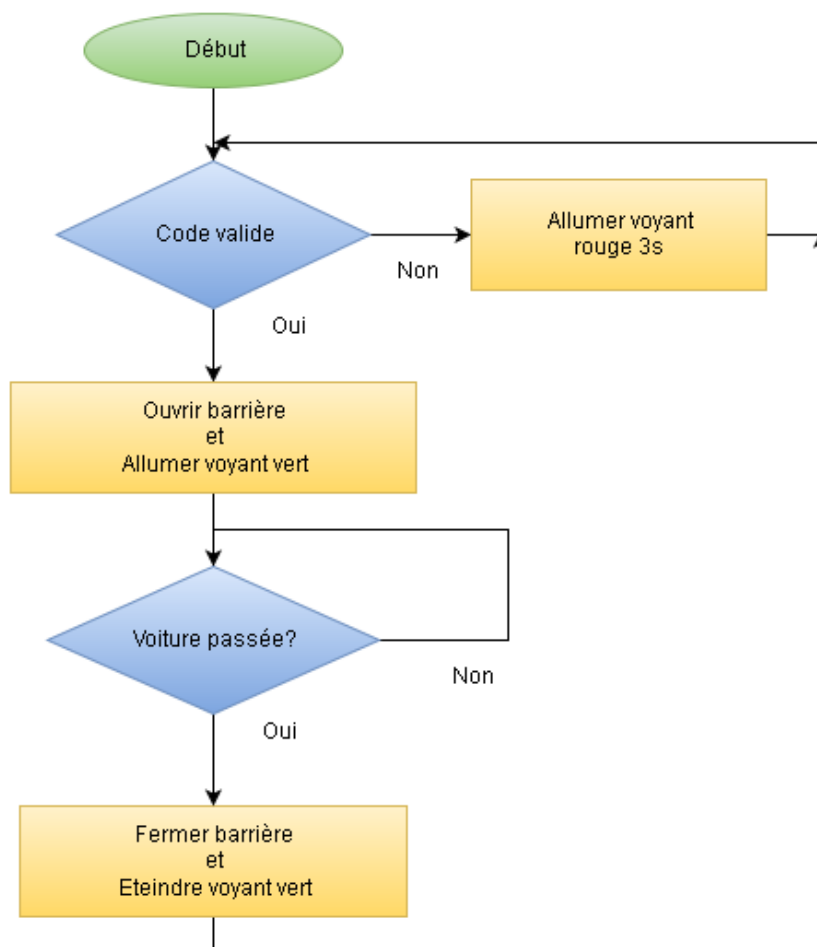 Début
Code valide
Non
Allumer voyant
rouge 3s
Oui
Ouvrir barrière
et
Allumer voyant vert
Voiture passée?
Non
Oui
Fermer barrière
et
Eteindre voyant vert